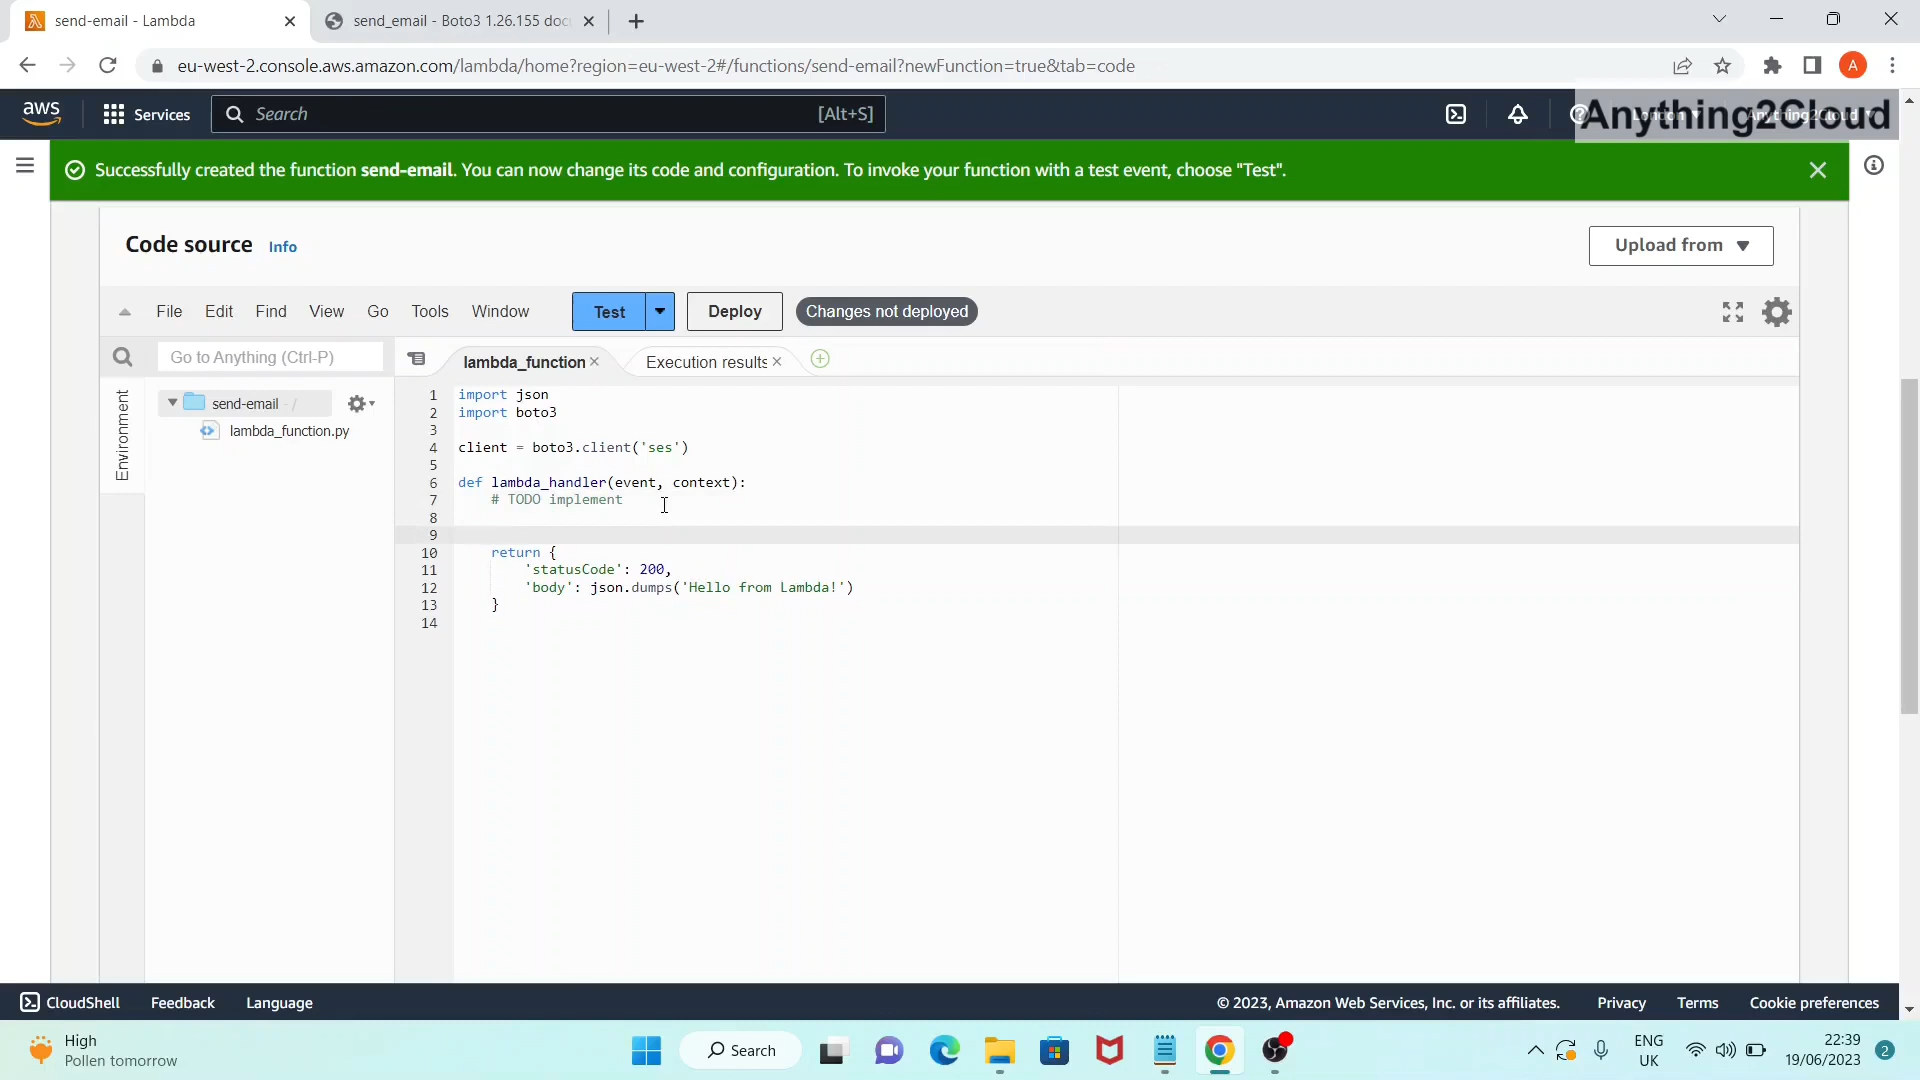 send-email - Lambda
send_email - Boto3 1.26.155 doc
eu-west-2.console.aws.amazon.com/lambda/home?region=eu-west-2#/functions/send-email?newFunction=true&tab=code
A
aws
Services
Search
[Alt+S]
Anything2Cloud
Successfully created the function send-email. You can now change its code and configuration. To invoke your function with a test event, choose "Test".
Code source Info
Upload from
File Edit Find View Go Tools Window
Test
Deploy
Changes not deployed
Go to Anything (Ctrl-P)
lambda_function
Execution results
Environment
send-email - /
lambda_function.py
1 import json
2 import boto3
3
4 client = boto3.client('ses')
5
6 def lambda_handler(event, context):
7 # TODO implement
8
9
10 return {
11 'statusCode': 200,
12 'body': json.dumps('Hello from Lambda!')
13 }
14
CloudShell Feedback Language
© 2023, Amazon Web Services, Inc. or its affiliates. Privacy Terms Cookie preferences
High
Pollen tomorrow
Search
ENG
UK
22:39
19/06/2023
2